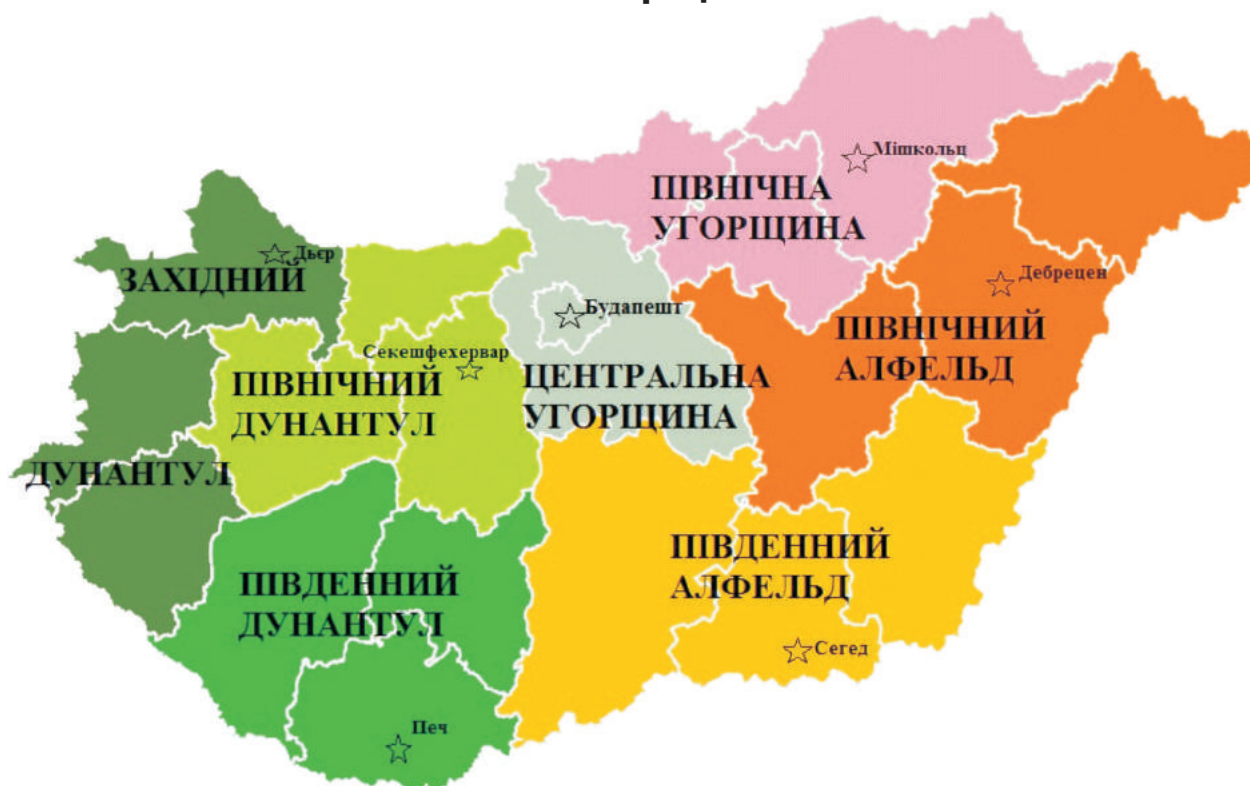 Мішкольц
ПІВНІЧНА
УГОРЩИНА
Дьєр
ЗАХІДНИЙ
ДУНАНТУЛ
Дебрецен
ПІВНІЧНИЙ
АЛФЕЛЬД
Будапешт
ЦЕНТРАЛЬНА
УГОРЩИНА
Секешфехервар
ПІВНІЧНИЙ
ДУНАНТУЛ
ПІВДЕННИЙ
АЛФЕЛЬД
Сегед
ПІВДЕННИЙ
ДУНАНТУЛ
Печ